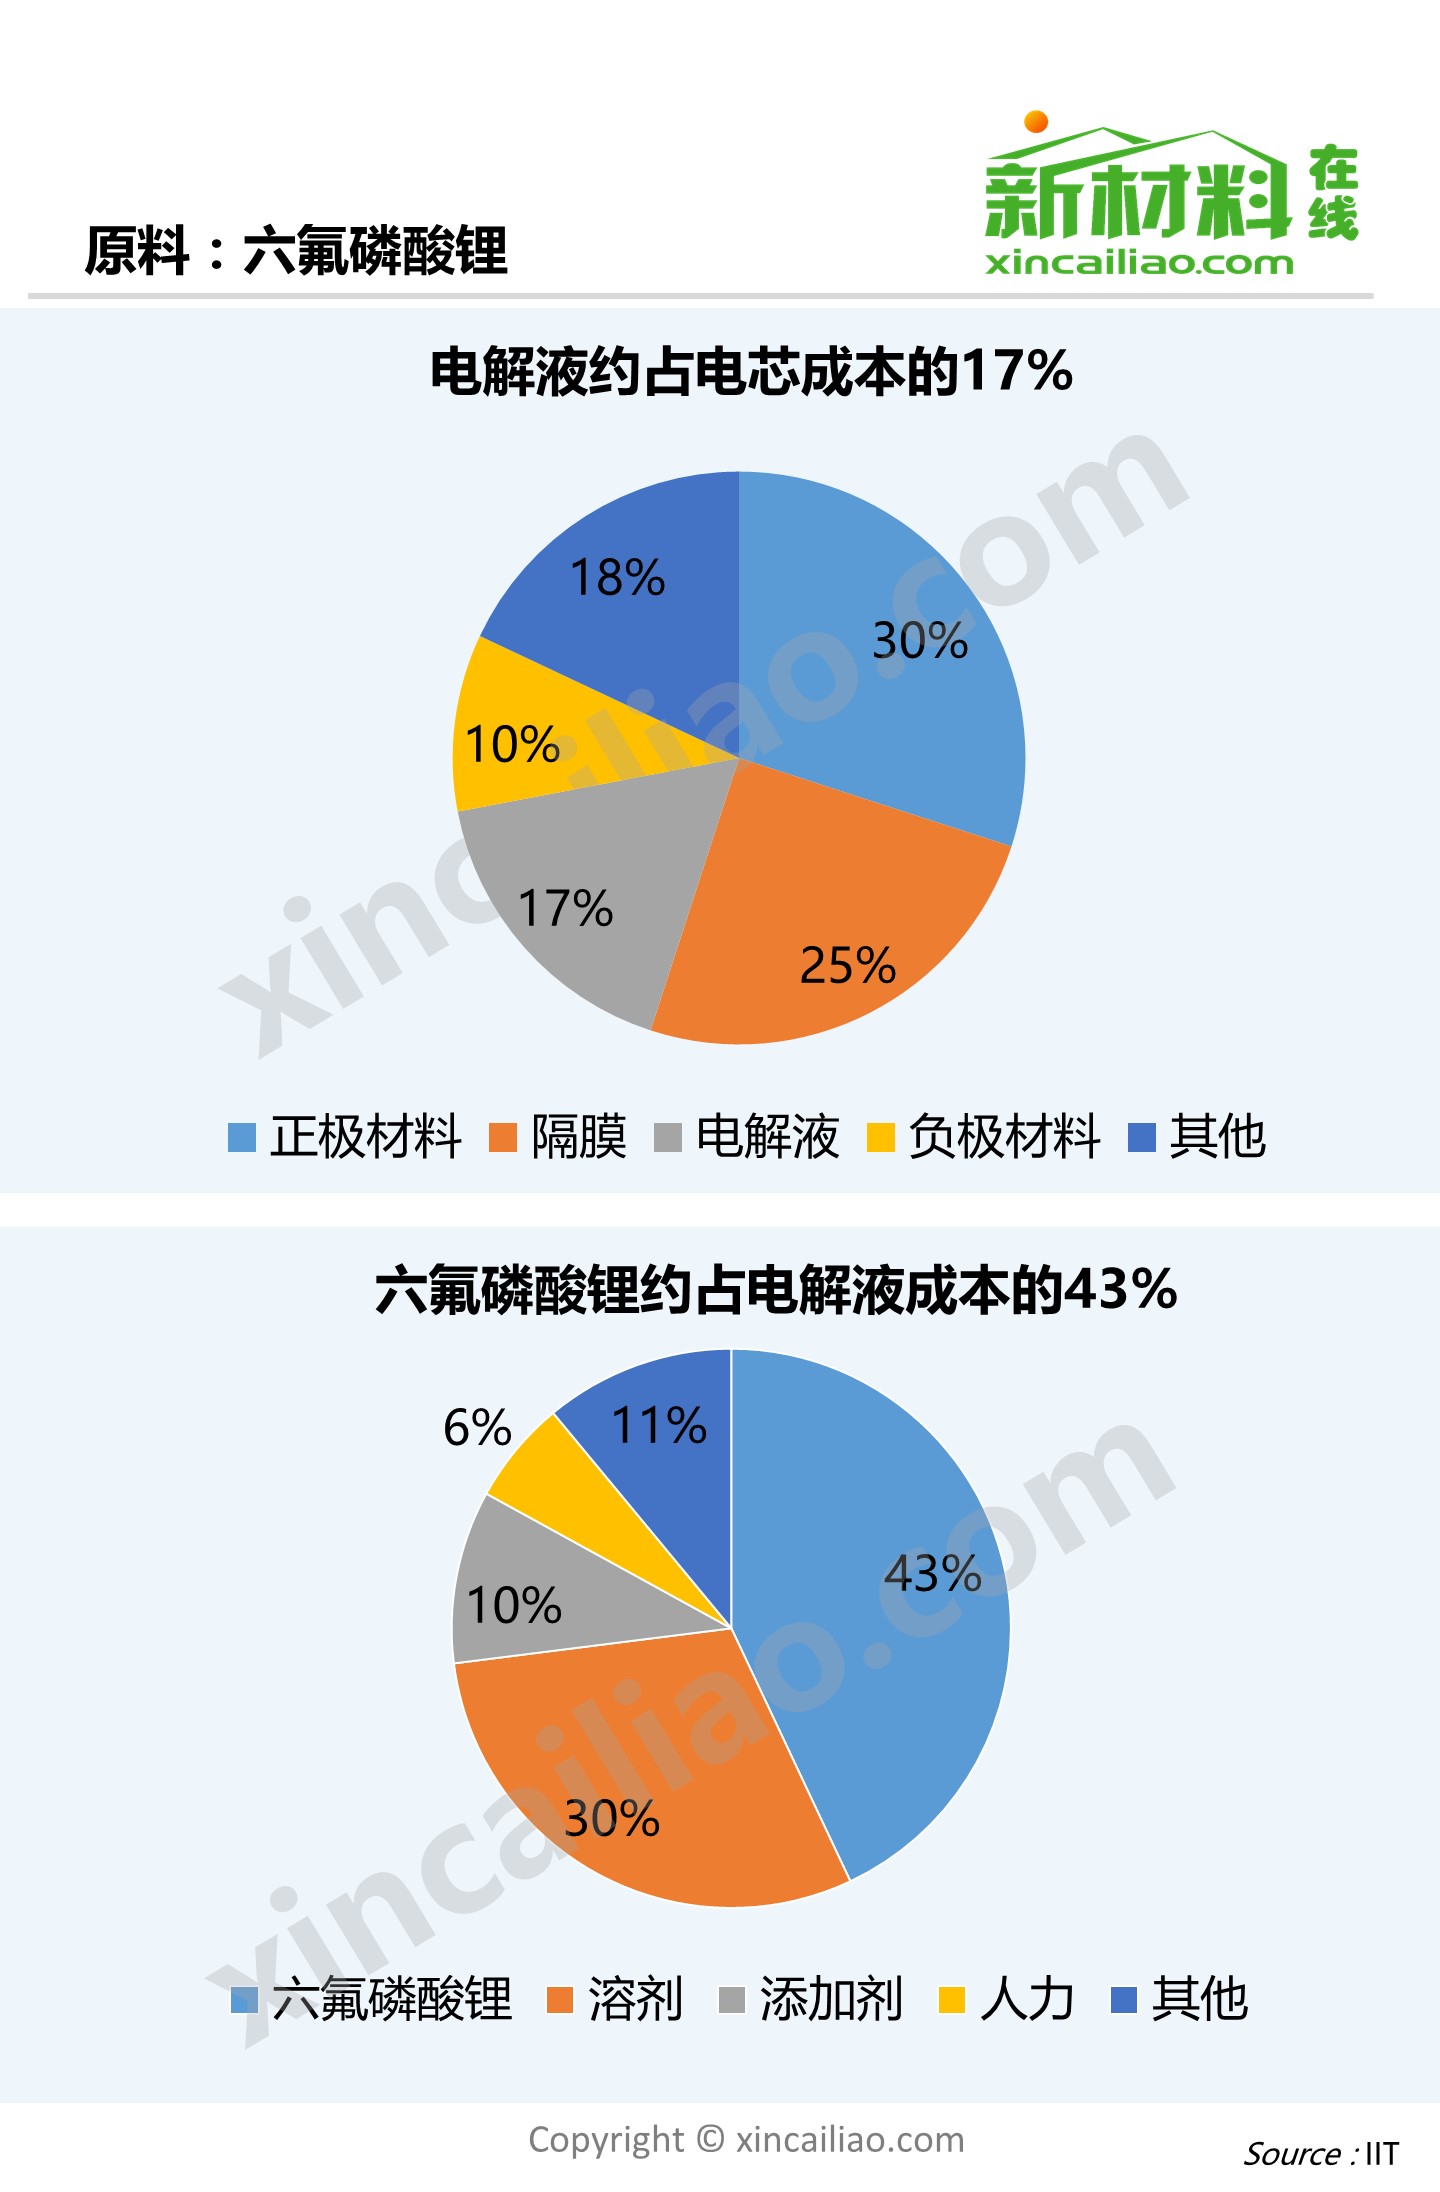 新材料在线
xincailiao.com
原料：六氟磷酸锂
电解液约占电芯成本的17%
18%
30%
10%
17%
25%
xincailiao.com
正极材料 隔膜 电解液 负极材料 其他
六氟磷酸锂约占电解液成本的43%
6%
11%
43%
10%
30%
xincailiao.com
六氟磷酸锂 溶剂 添加剂 人力 其他
Copyright © xincailiao.com
Source : IIT